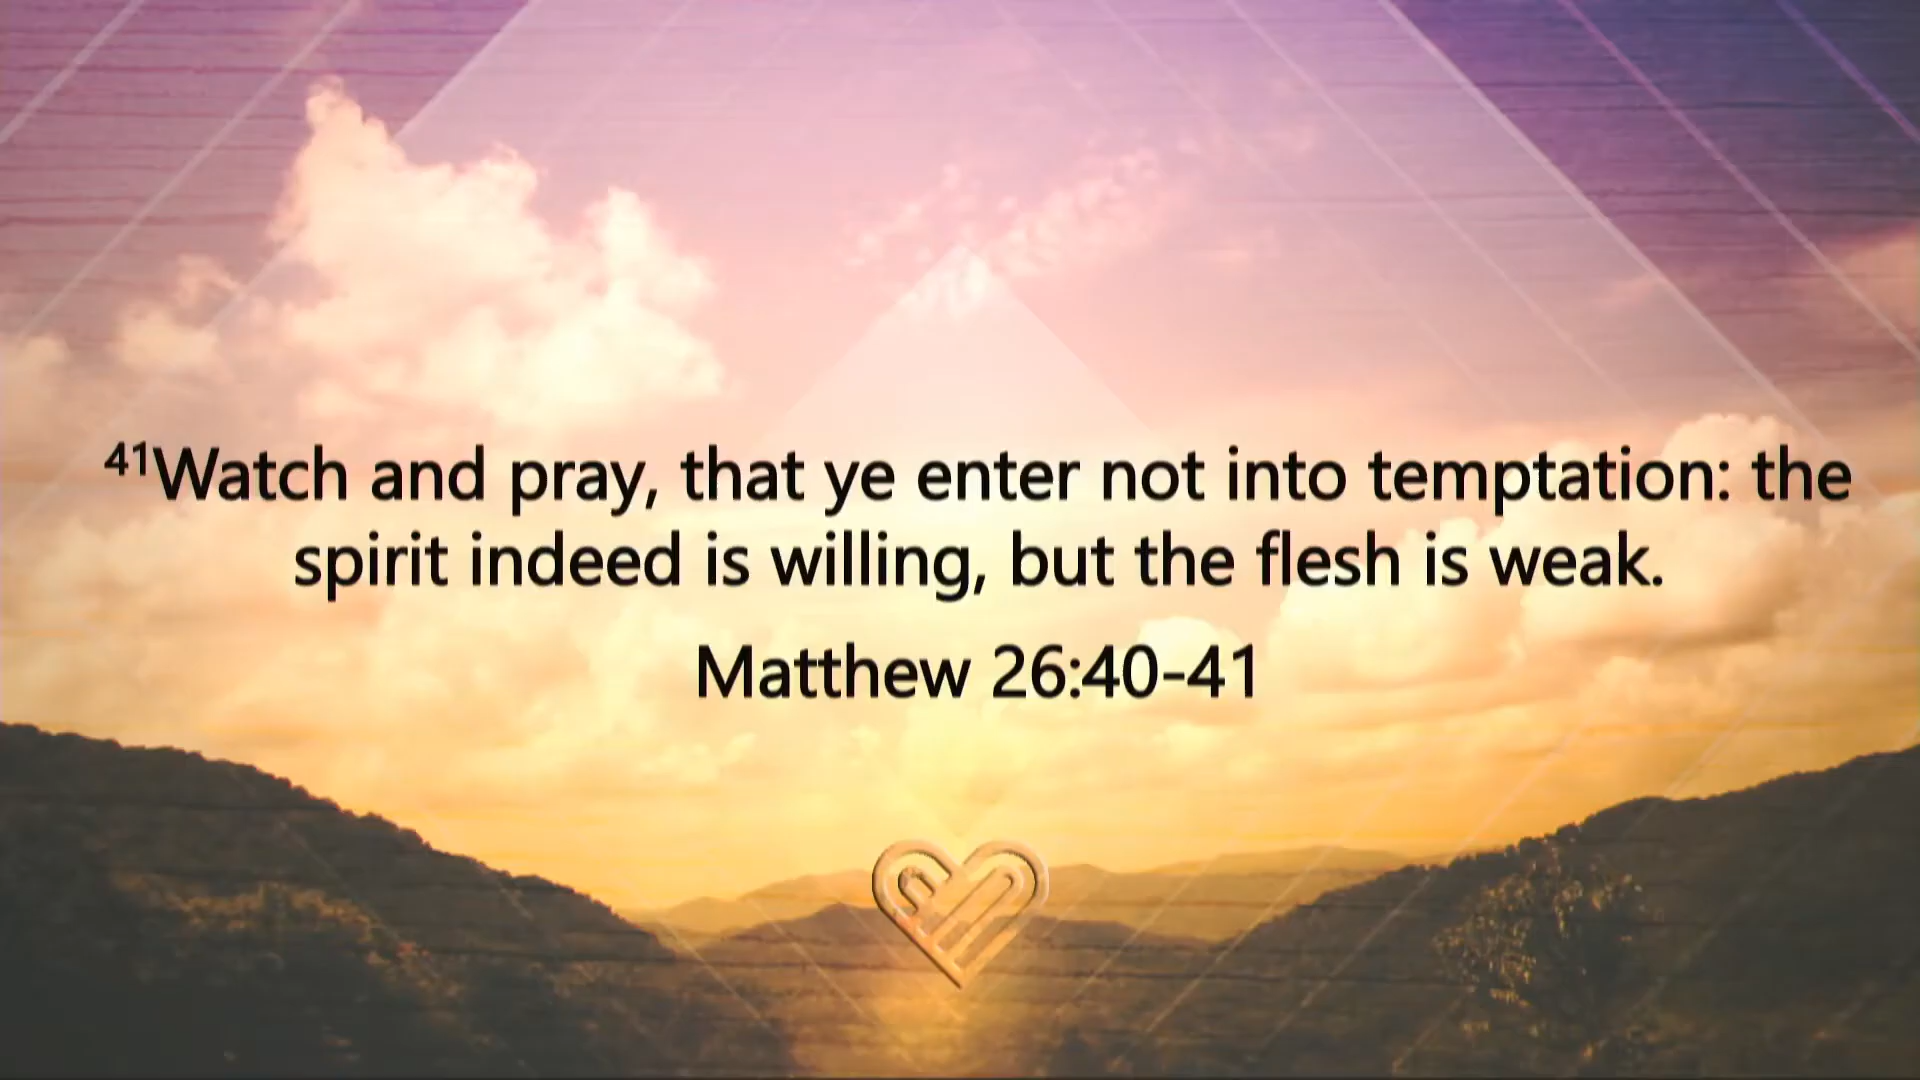 ⁴¹Watch and pray, that ye enter not into temptation: the
spirit indeed is willing, but the flesh is weak.
Matthew 26:40-41